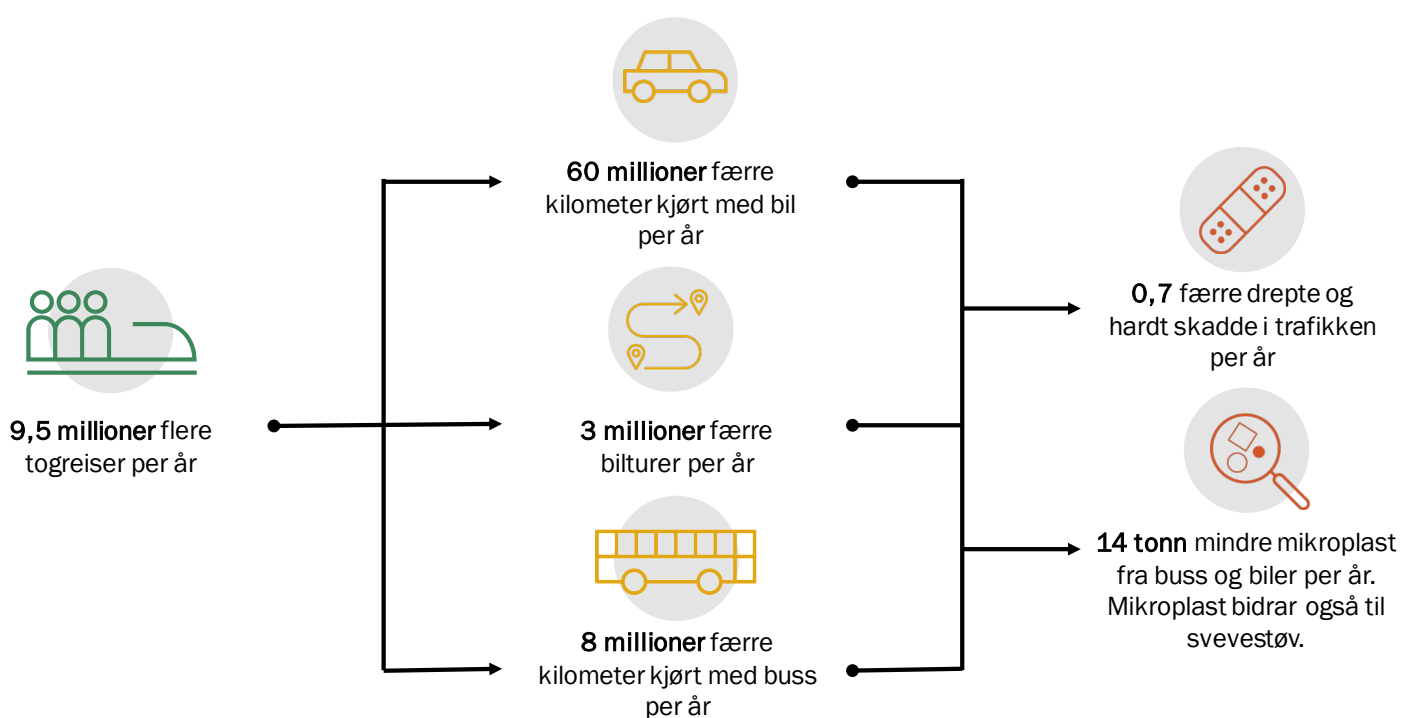 9,5 millioner flere
togreiser per år
60 millioner færre
kilometer kjørt med bil
per år
3 millioner færre
bilturer per år
8 millioner færre
kilometer kjørt med buss
per år
0,7 færre drepte og
hardt skadde i trafikken
per år
14 tonn mindre mikroplast
fra buss og biler per år.
Mikroplast bidrar også til
svevestøv.